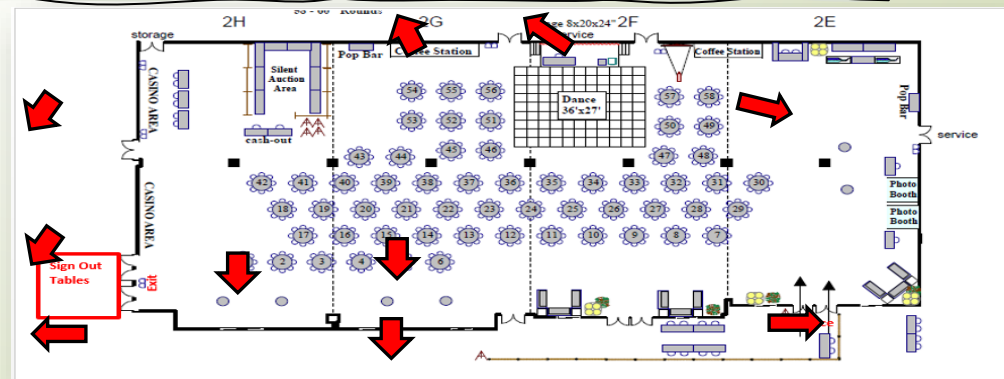 2H
2G
2F
2E
Rounds
8x20x24"
storage
service
Pop Bar
Coffee Station
Coffee Station
Silent
Auction
Area
cash-out
CASINO AREA
Dance
36'x27'
Pop Bar
service
54 55 56
57 58
53 52 51
50 49
43 44 45 46
47 48
42 41 40 39 38 37 36 35 34 33 32 31 30
CASINO AREA
Photo
Booth
Photo
Booth
18 19 20 21 22 23 24 25 26 27 28 29
17 16 15 14 13 12 11 10 9 8 7
2 3 4 6
Sign Out
Tables
Exit